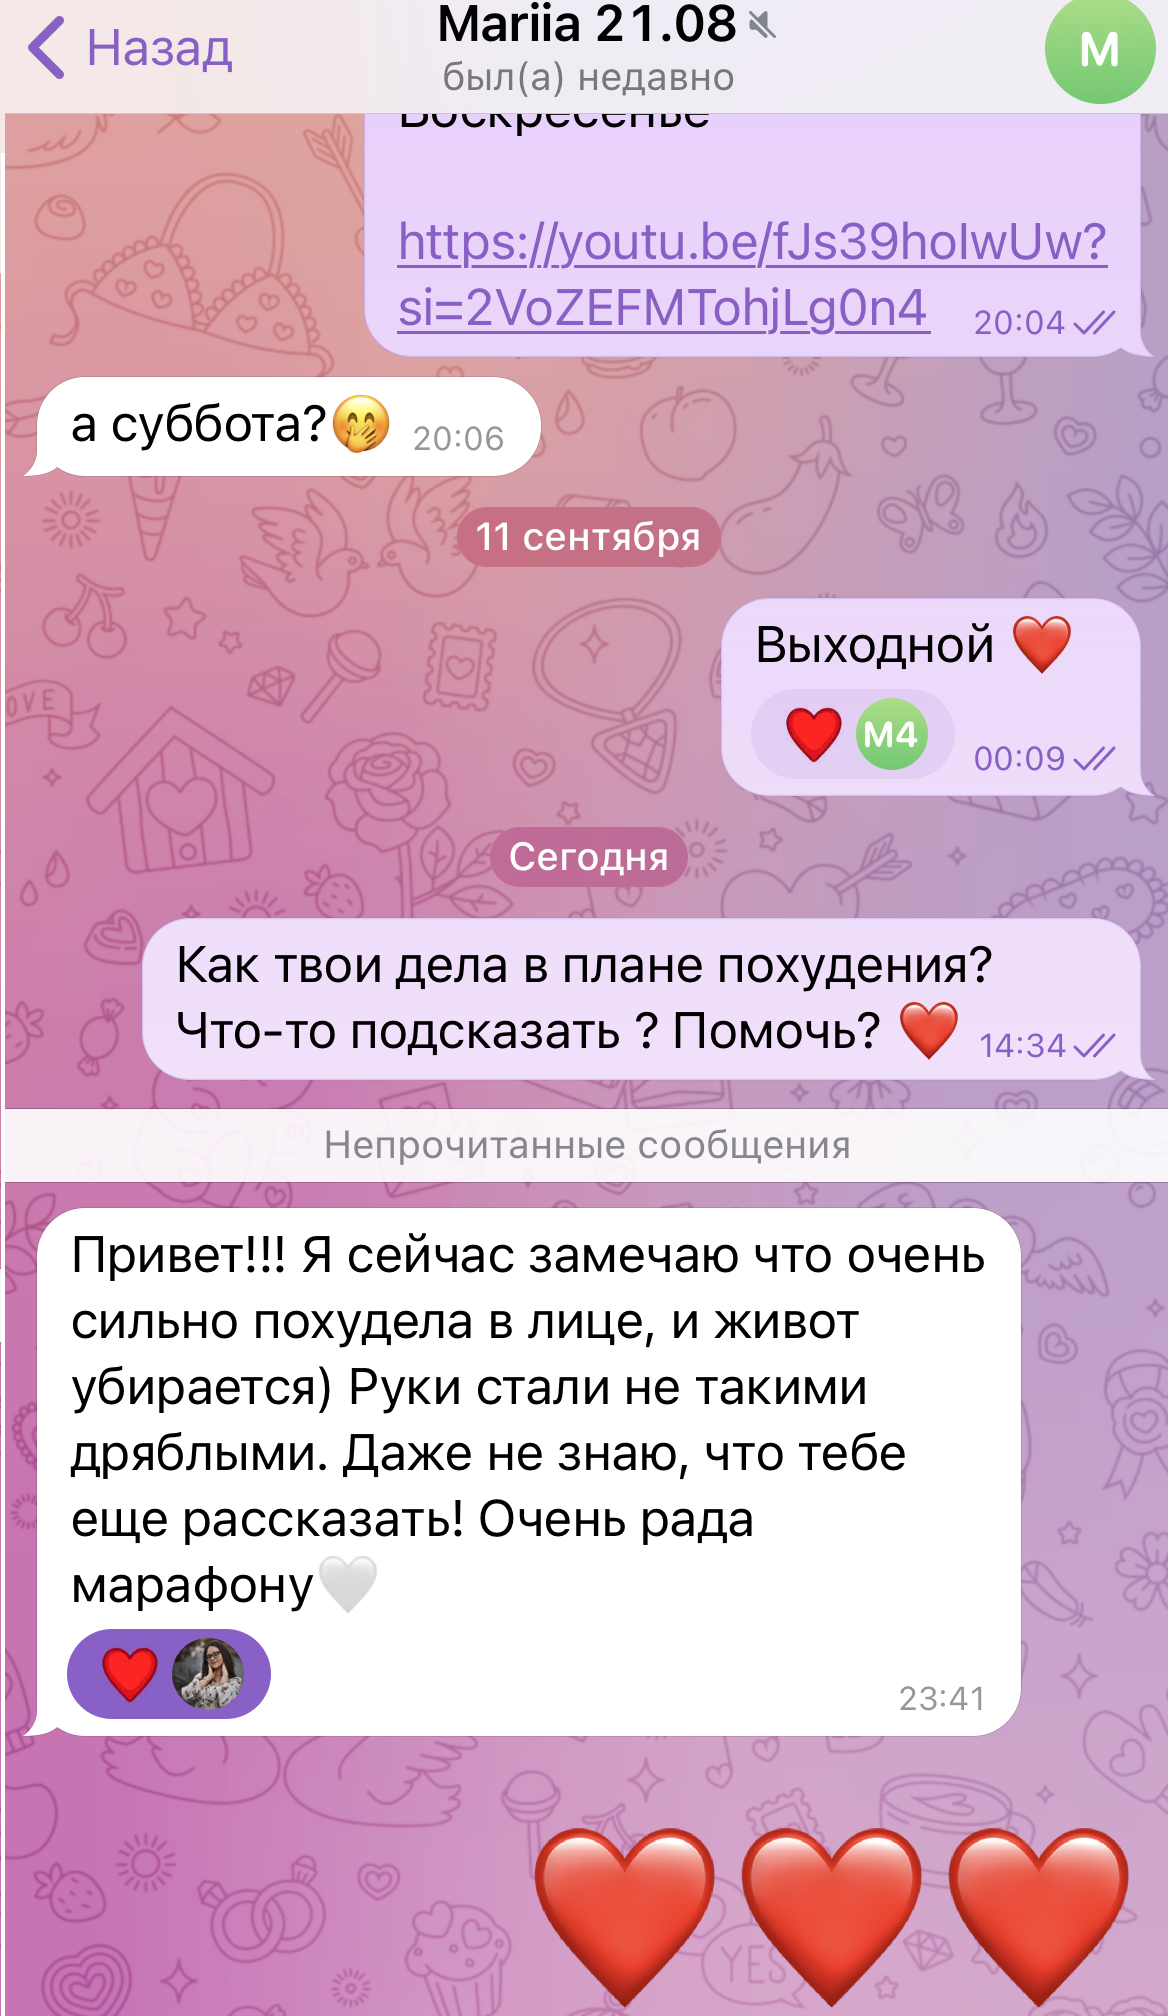 Назад
Mariia 21.08
был(а) недавно
M
Воскресенье
https://youtu.be/fJs39holwUw?
si=2VoZEFMTohjLg0n4 20:04
а суббота?🤭 20:06
11 сентября
Выходной ❤️
❤️ M4 00:09
Сегодня
Как твои дела в плане похудения?
Что-то подсказать ? Помочь? ❤️ 14:34
Непрочитанные сообщения
Привет!!! Я сейчас замечаю что очень
сильно похудела в лице, и живот
убирается) Руки стали не такими
дряблыми. Даже не знаю, что тебе
еще рассказать! Очень рада
марафону🤍
❤️ 23:41
❤️❤️❤️
LOVE
YES